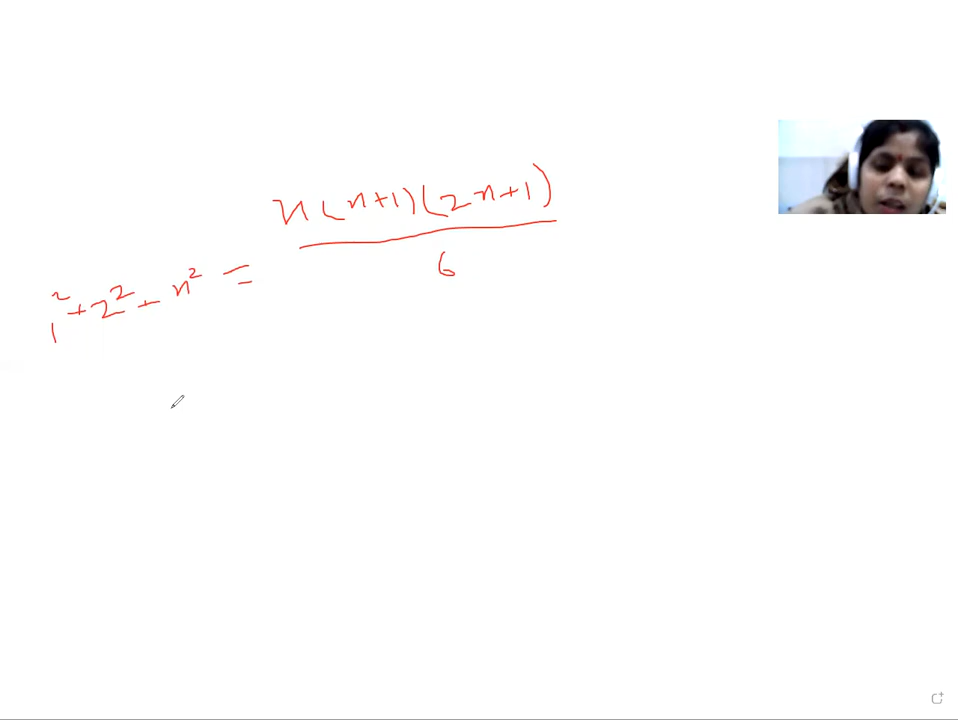 1² + 2² + n² = n(n+1)(2n+1) / 6